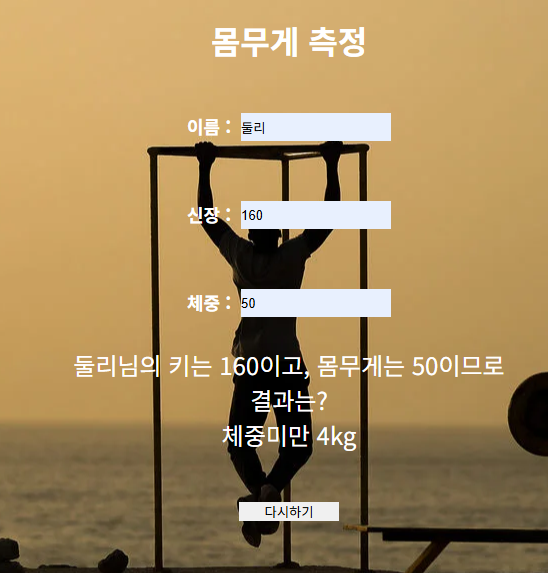 몸무게 측정
이름 : 둘리
신장 : 160
체중 : 50
둘리님의 키는 160이고, 몸무게는 50이므로
결과는?
체중미만 4kg
다시하기